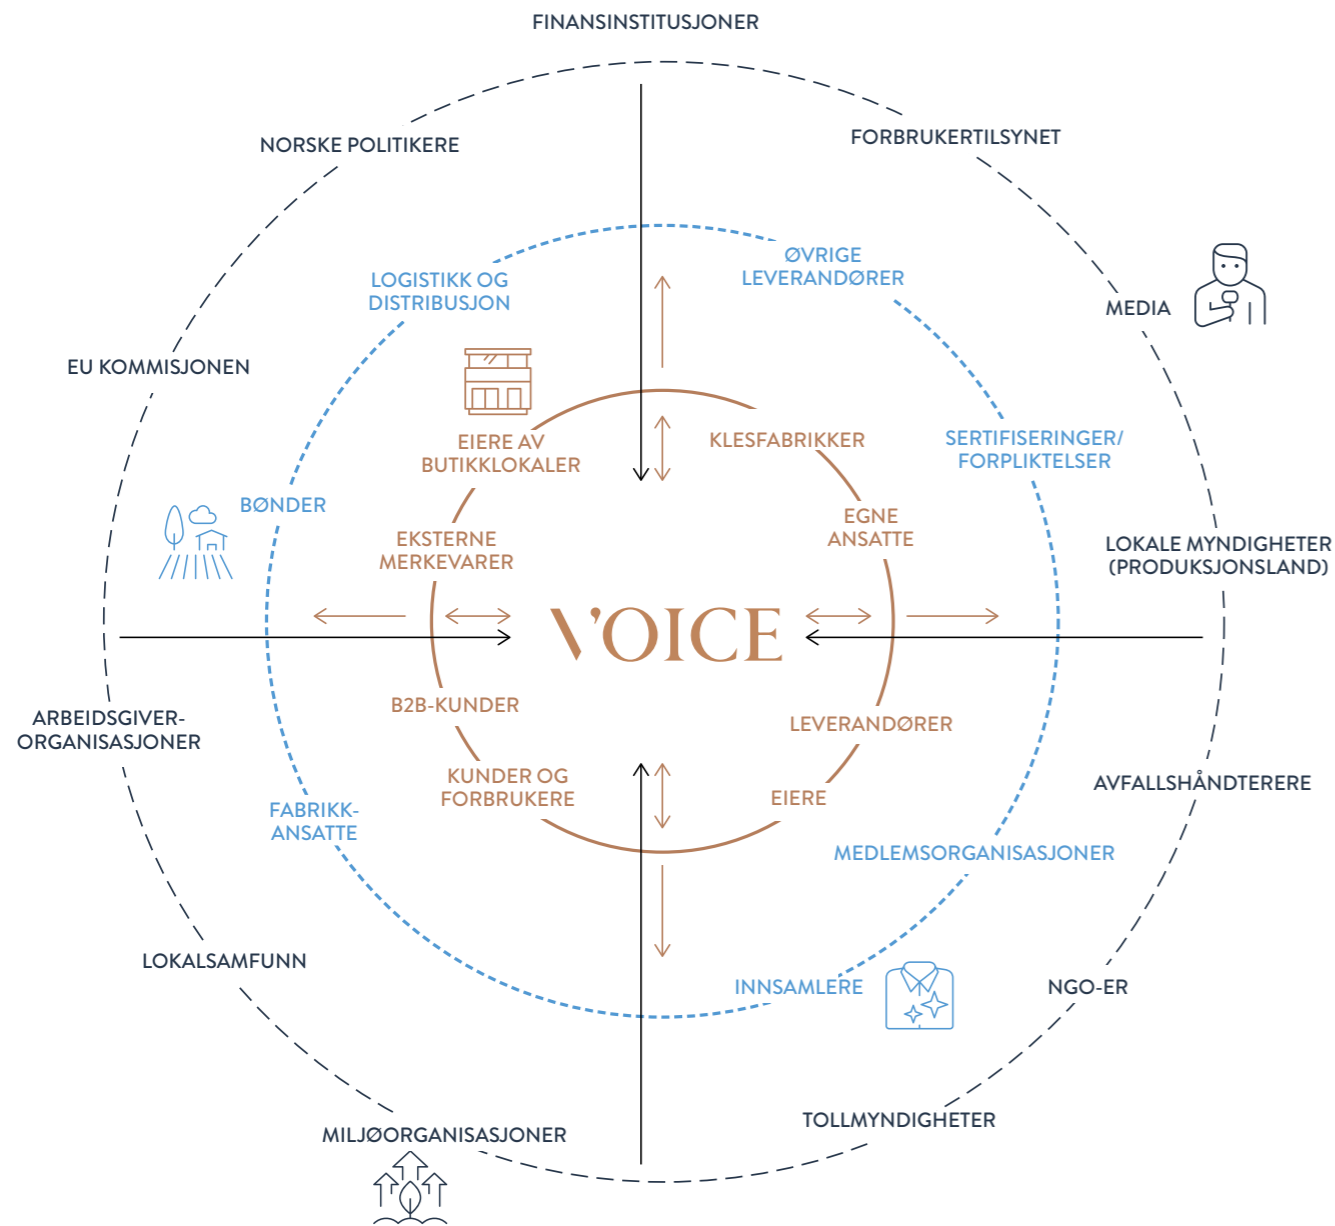 FINANSINSTITUSJONER
NORSKE POLITIKERE
FORBRUKERTILSYNET
ØVRIGE
LEVERANDØRER
LOGISTIKK OG
DISTRIBUSJON
MEDIA
EU KOMMISJONEN
EIERE AV
BUTIKKLOKALER
KLESFABRIKKER
SERTIFISERINGER/
FORPLIKTELSER
BØNDER
EKSTERNE
MERKEVARER
EGNE
ANSATTE
LOKALE MYNDIGHETER
(PRODUKSJONSLAND)
VOICE
B2B-KUNDER
LEVERANDØRER
ARBEIDSGIVER-
ORGANISASJONER
KUNDER OG
FORBRUKERE
EIERE
AVFALLSHÅNDTERERE
FABRIKK-
ANSATTE
MEDLEMSORGANISASJONER
LOKALSAMFUNN
INNSAMLERE
NGO-ER
TOLLMYNDIGHETER
MILJØORGANISASJONER